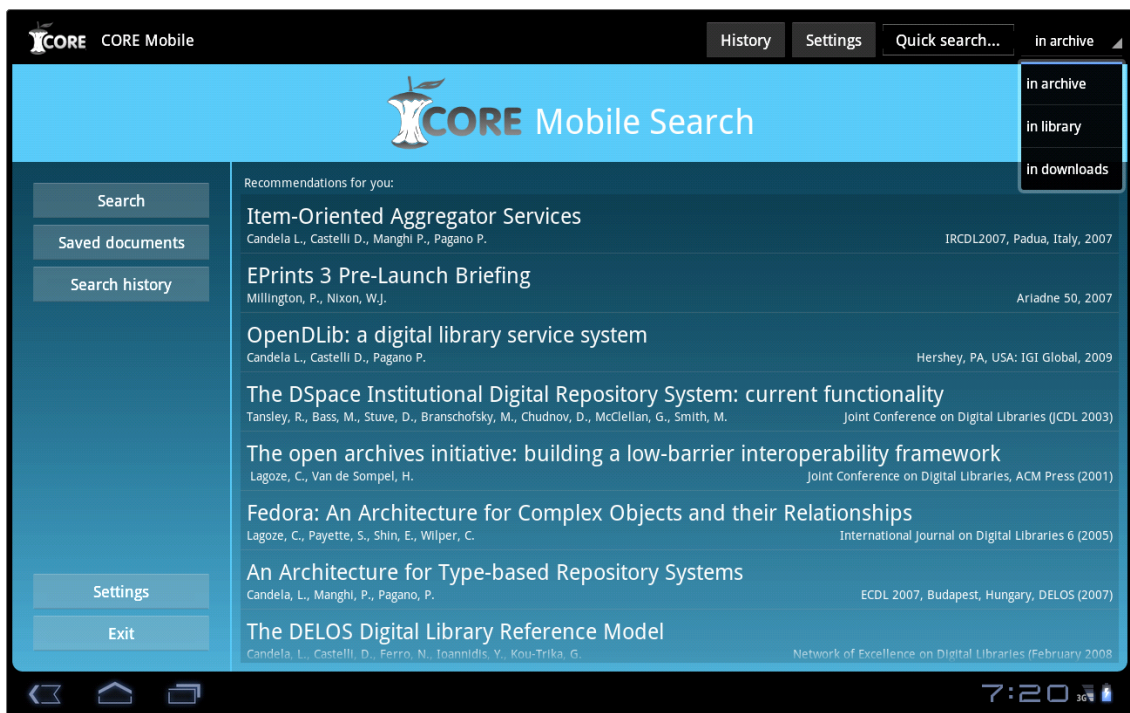 CORE CORE Mobile History Settings Quick search... in archive
in archive
in library
in downloads
CORE Mobile Search
Search
Saved documents
Search history
Settings
Exit
Recommendations for you:
Item-Oriented Aggregator Services
Candela L., Castelli D., Manghi P., Pagano P. IRCDL2007, Padua, Italy, 2007
EPrints 3 Pre-Launch Briefing
Millington, P., Nixon, W.J. Ariadne 50, 2007
OpenDLib: a digital library service system
Candela L., Castelli D., Pagano P. Hershey, PA, USA: IGI Global, 2009
The DSpace Institutional Digital Repository System: current functionality
Tansley, R., Bass, M., Stuve, D., Branschofsky, M., Chudnov, D., McClellan, G., Smith, M. Joint Conference on Digital Libraries (JCDL 2003)
The open archives initiative: building a low-barrier interoperability framework
Lagoze, C., Van de Sompel, H. Joint Conference on Digital Libraries, ACM Press (2001)
Fedora: An Architecture for Complex Objects and their Relationships
Lagoze, C., Payette, S., Shin, E., Wilper, C. International Journal on Digital Libraries 6 (2005)
An Architecture for Type-based Repository Systems
Candela, L., Manghi, P., Pagano, P. ECDL 2007, Budapest, Hungary, DELOS (2007)
The DELOS Digital Library Reference Model
Candela, L., Castelli, D., Ferro, N., Ioannidis, Y., Kou-Trika, G. Network of Excellence on Digital Libraries (February 2008
7:20 3G